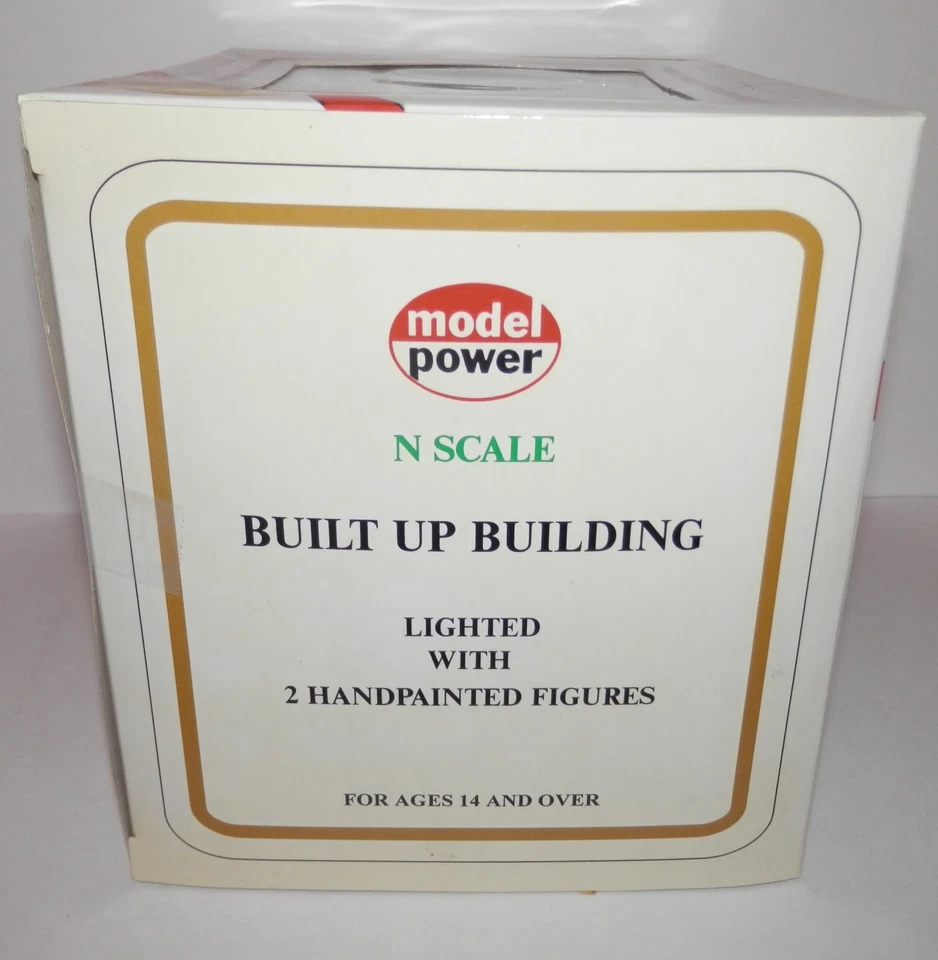 model
power
N SCALE
BUILT UP BUILDING
LIGHTED
WITH
2 HANDPAINTED FIGURES
FOR AGES 14 AND OVER